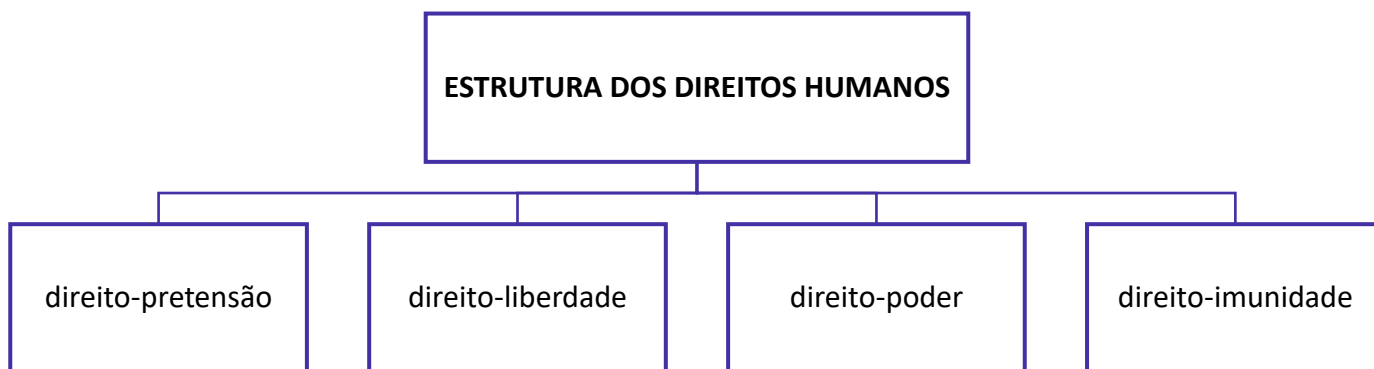 ESTRUTURA DOS DIREITOS HUMANOS
direito-pretensão
direito-liberdade
direito-poder
direito-imunidade